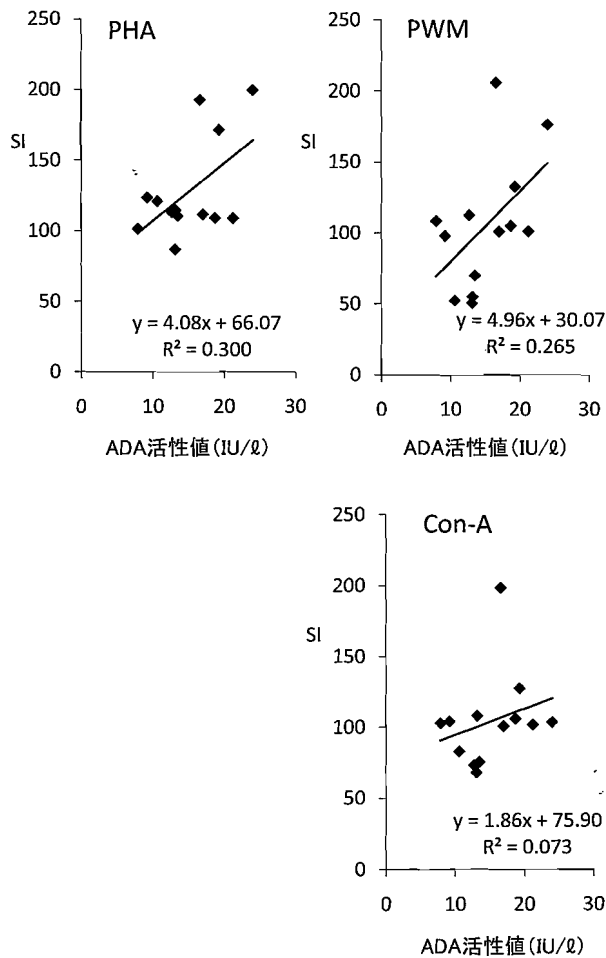 PHA
250
200
SI
150
100
50
y = 4.08x + 66.07
R² = 0.300
0
0 10 20 30
ADA活性値(IU/ℓ)
PWM
250
200
150
100
50
y = 4.96x + 30.07
R² = 0.265
0
0 10 20 30
ADA活性値(IU/ℓ)
Con-A
250
200
SI
150
100
50
y = 1.86x + 75.90
R² = 0.073
0
0 10 20 30
ADA活性値(IU/ℓ)